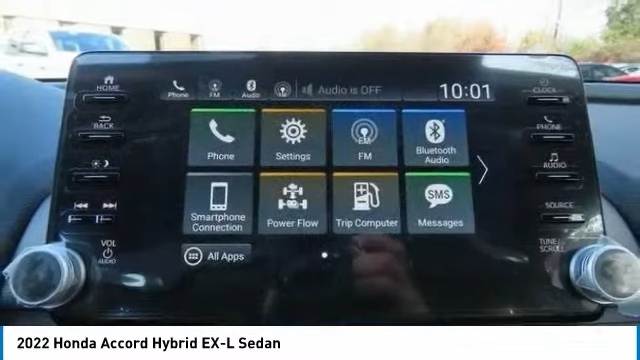 HOME
BACK
VOL
AUDIO
Phone FM Audio Audio is OFF 10:01
Phone Settings FM Bluetooth Audio
Smartphone Connection Power Flow Trip Computer SMS Messages
All Apps
CLOCK
PHONE
AUDIO
SOURCE
TUNE/
SCROLL
2022 Honda Accord Hybrid EX-L Sedan